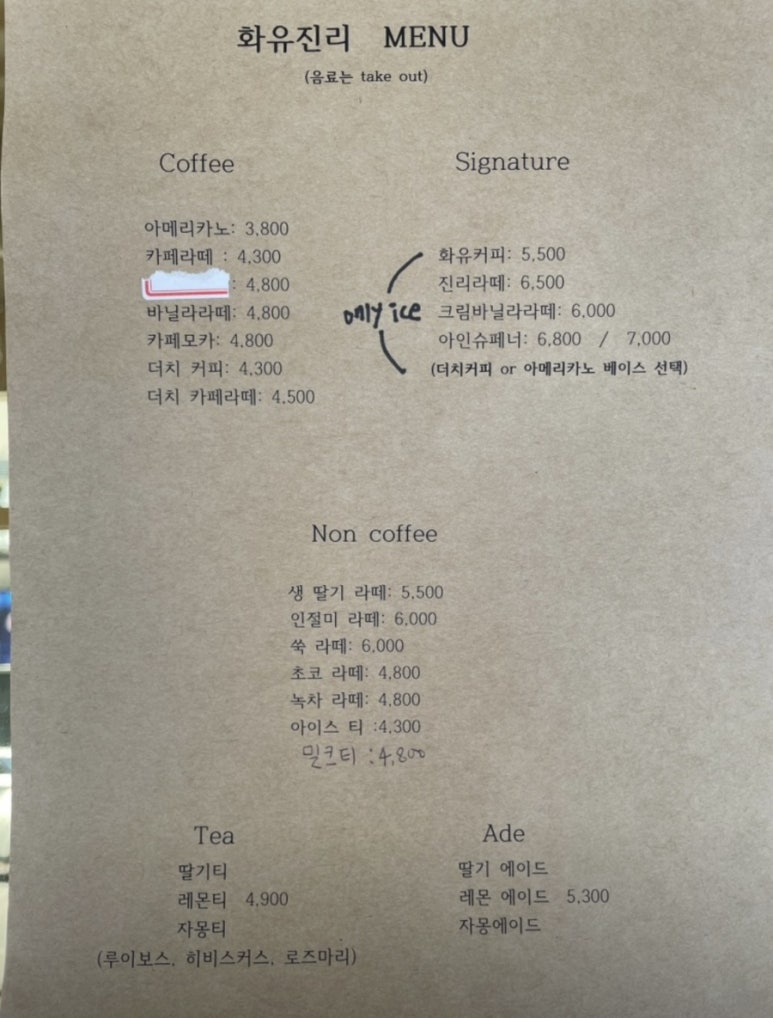 화유진리 MENU
(음료는 take out)
Coffee
아메리카노: 3,800
카페라떼 : 4,300
: 4,800
바닐라라떼: 4,800
카페모카: 4,800
더치 커피: 4,300
더치 카페라떼: 4,500
Signature
only ice
화유커피: 5,500
진리라떼: 6,500
크림바닐라라떼: 6,000
아인슈페너: 6,800 / 7,000
(더치커피 or 아메리카노 베이스 선택)
Non coffee
생 딸기 라떼: 5,500
인절미 라떼: 6,000
쑥 라떼: 6,000
초코 라떼: 4,800
녹차 라떼: 4,800
아이스 티 :4,300
밀크티 : 4,800
Tea
딸기티
레몬티 4,900
자몽티
(루이보스, 히비스커스, 로즈마리)
Ade
딸기 에이드
레몬 에이드 5,300
자몽에이드